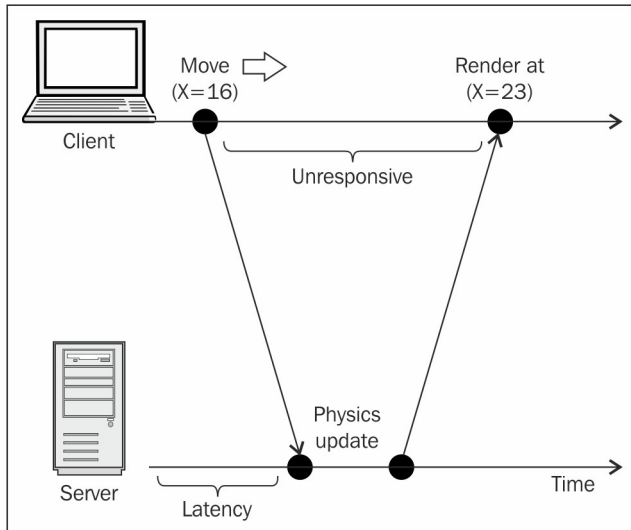 Move
(X=16)
Render at
(X=23)
Client
Unresponsive
Physics
update
Server
Latency
Time